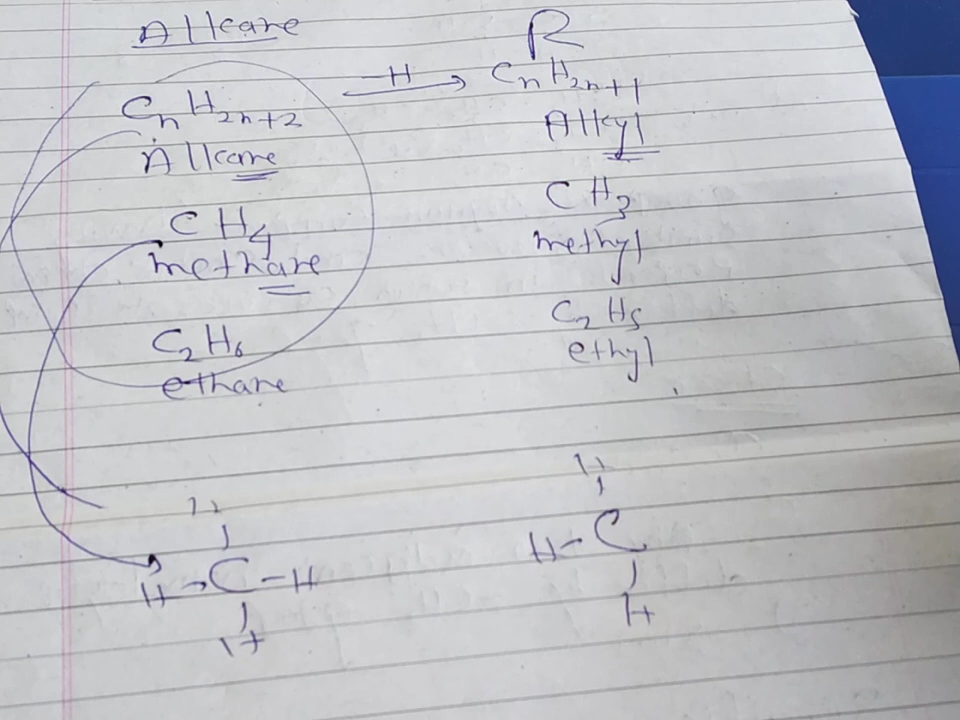 Alkane
R
CnH2n+2 —H→ CnH2n+1
Alkane
Alkyl
CH4
CH3
methane
methyl
C2H6
C2H5
ethane
ethyl
H
H
H-C-H
H-C
H
H